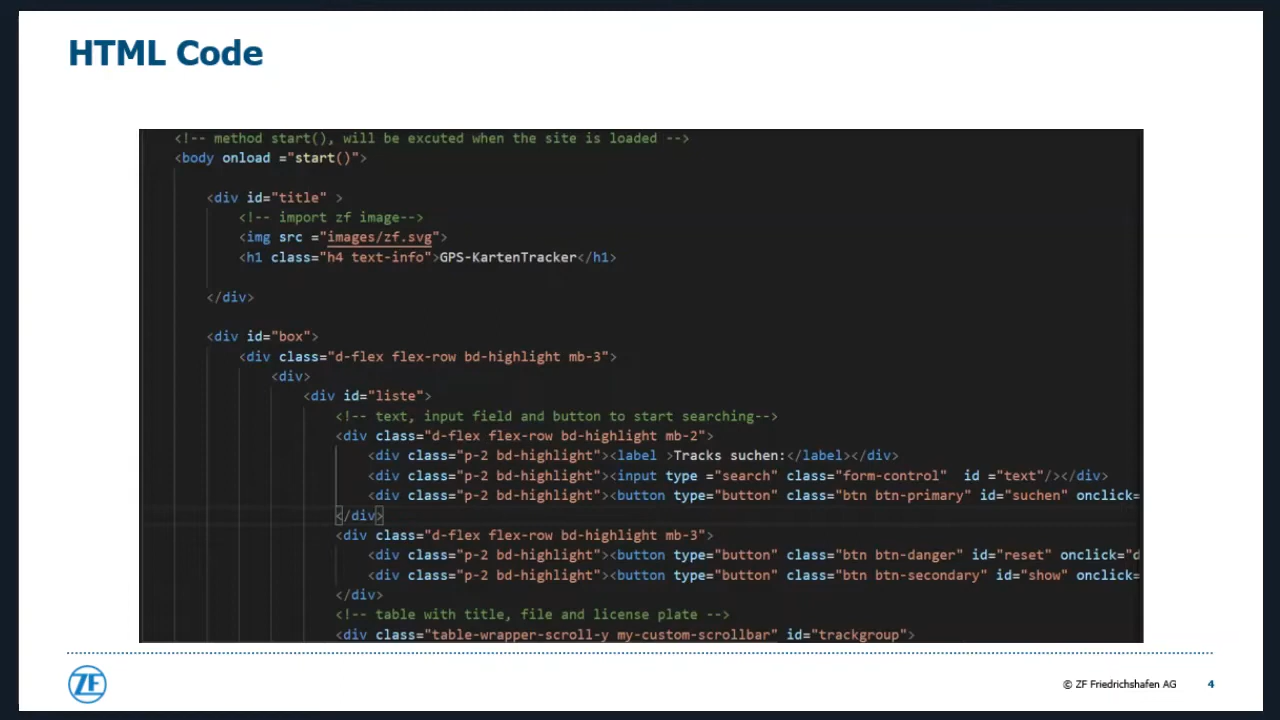 HTML Code
<!-- method start(), will be excuted when the site is loaded -->
<body onload ="start()">
<div id="title" >
<!-- import zf image-->
<img src ="images/zf.svg">
<h1 class="h4 text-info">GPS-KartenTracker</h1>
</div>
<div id="box">
<div class="d-flex flex-row bd-highlight mb-3">
<div>
<div id="liste">
<!-- text, input field and button to start searching-->
<div class="d-flex flex-row bd-highlight mb-2">
<div class="p-2 bd-highlight"><label >Tracks suchen:</label></div>
<div class="p-2 bd-highlight"><input type ="search" class="form-control"  id ="text"/></div>
<div class="p-2 bd-highlight"><button type="button" class="btn btn-primary" id="suchen" onclick=
</div>
<div class="d-flex flex-row bd-highlight mb-3">
<div class="p-2 bd-highlight"><button type="button" class="btn btn-danger" id="reset" onclick="d
<div class="p-2 bd-highlight"><button type="button" class="btn btn-secondary" id="show" onclick=
</div>
<!-- table with title, file and license plate -->
<div class="table-wrapper-scroll-y my-custom-scrollbar" id="trackgroup">
ZF
© ZF Friedrichshafen AG
4